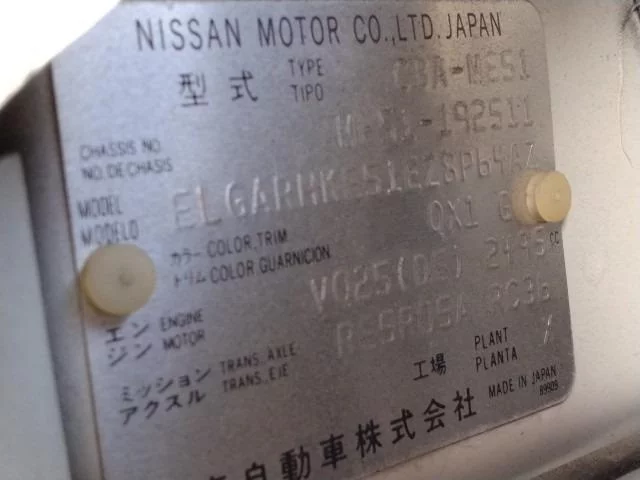 NISSAN MOTOR CO.,LTD. JAPAN
型式 TYPE TIPO CBA-ME51
CHASSIS NO. NO. DE CHASIS ME51-192511
MODEL MODELO
カラー COLOR, TRIM トリム COLOR GUARNICION QX1 G
エンジン ENGINE MOTOR VQ25(DE) 2495 cc
ミッション アクスル TRANS. AXLE TRANS. EJE RE5R05A RC36
工場 PLANT PLANTA
自動車株式会社 MADE IN JAPAN
89909